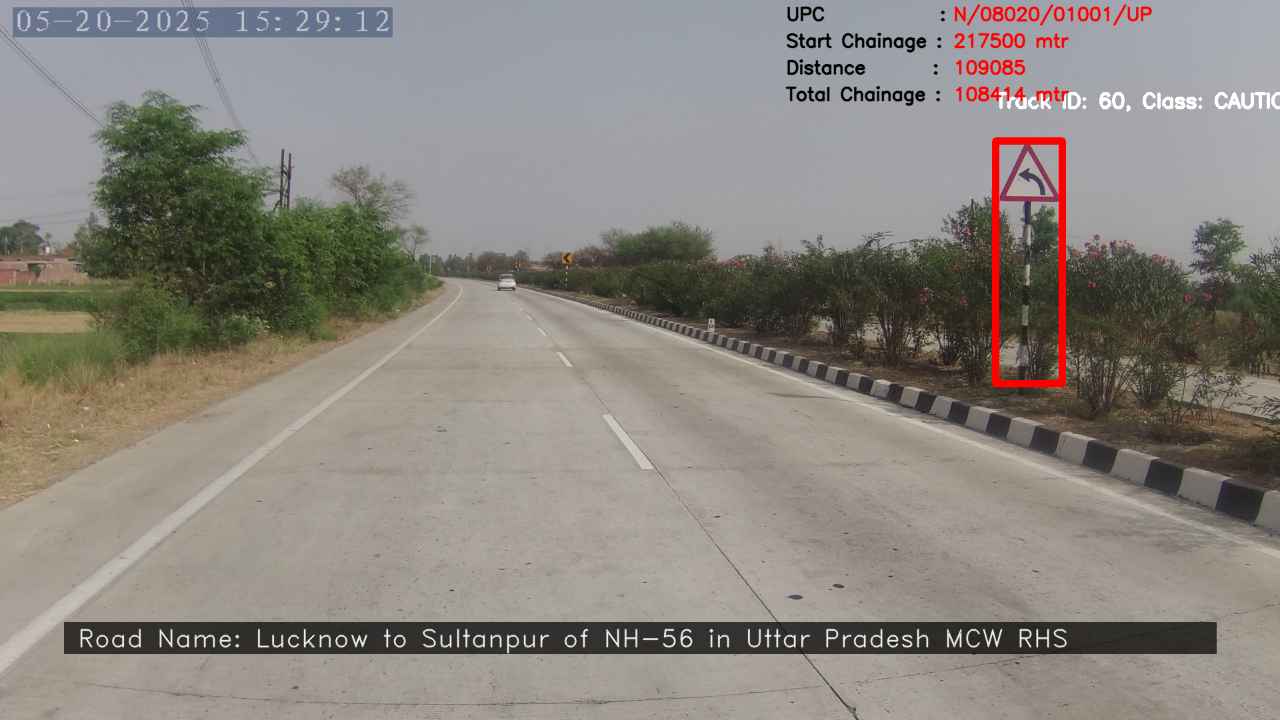 05-20-2025 15:29:12
UPC : N/08020/01001/UP
Start Chainage : 217500 mtr
Distance : 109085
Total Chainage : 108414 mtr
Track ID: 60, Class: CAUTIO
Road Name: Lucknow to Sultanpur of NH-56 in Uttar Pradesh MCW RHS